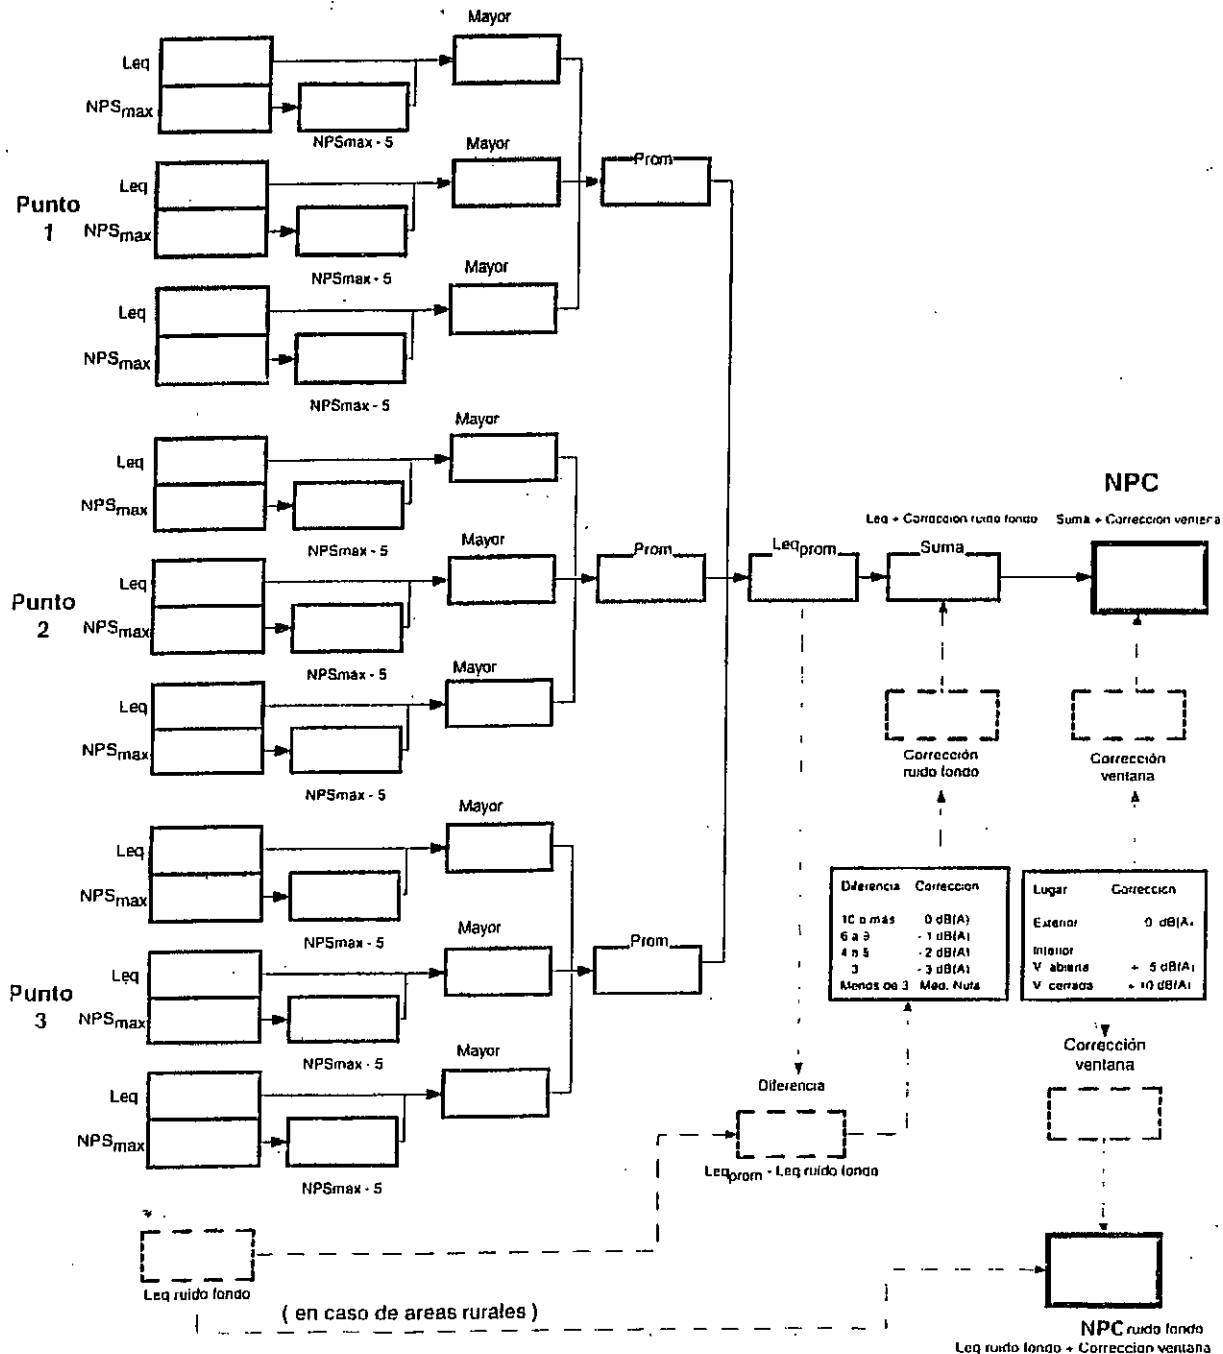 Mayor
Leq
NPSmax
NPSmax - 5
Mayor
Prom
Leq
Punto
1
NPSmax
NPSmax - 5
Mayor
Leq
NPSmax
NPSmax - 5
Mayor
Leq
NPSmax
NPSmax - 5
Mayor
Prom
Leq
Punto
2
NPSmax
NPSmax - 5
Mayor
Leq
NPSmax
NPSmax - 5
NPC
Leq + Corrección ruido fondo
Suma + Corrección ventana
Leqprom
Suma
Corrección
ruido fondo
Corrección
ventana
Mayor
Leq
NPSmax
NPSmax - 5
Mayor
Prom
Leq
Punto
3
NPSmax
NPSmax - 5
Mayor
Leq
NPSmax
NPSmax - 5
Diferencia Corrección
10 o más 0 dB(A)
6 a 9 - 1 dB(A)
4 a 5 - 2 dB(A)
3 - 3 dB(A)
Menos de 3 Med. Nula
Lugar Corrección
Exterior 0 dB(A)
Interior
V. abierta + 5 dB(A)
V. cerrada + 10 dB(A)
Corrección
ventana
Diferencia
Leqprom - Leq ruido fondo
Leq ruido fondo
( en caso de areas rurales )
NPC ruido fondo
Leq ruido fondo + Corrección ventana